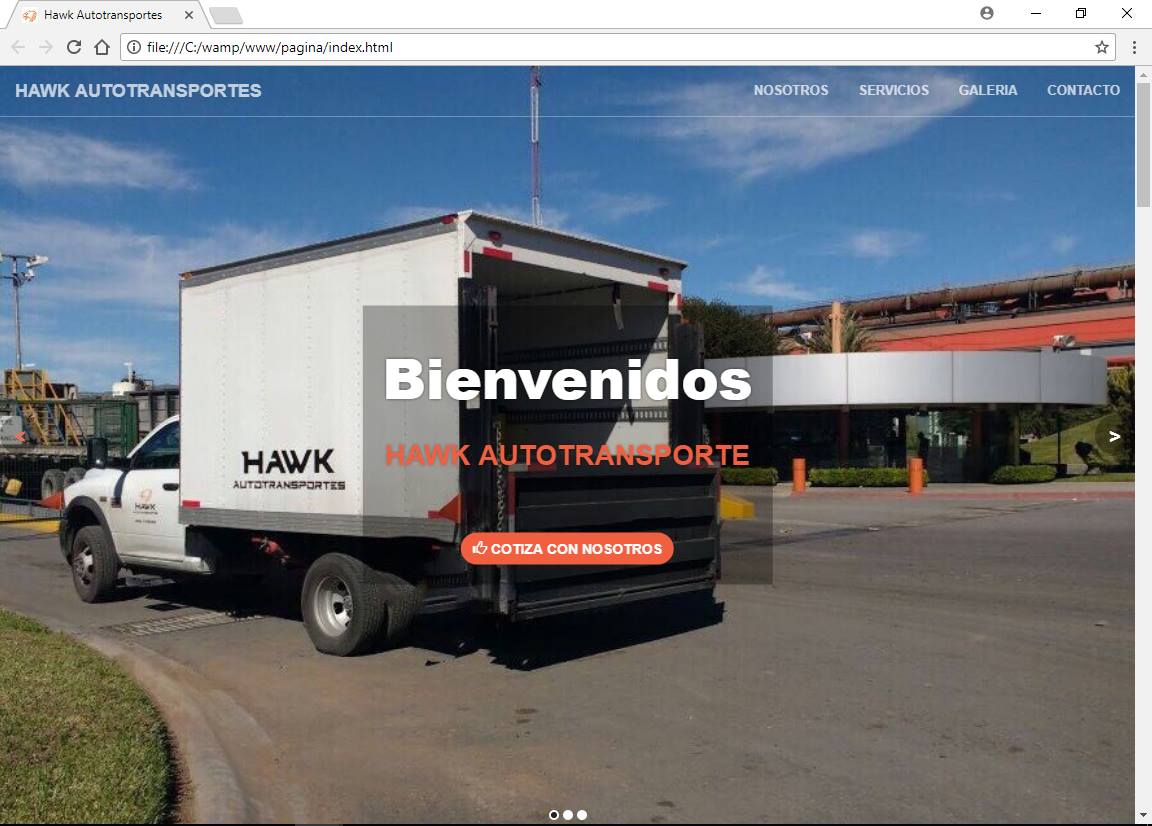 Hawk Autotransportes
file:///C:/wamp/www/pagina/index.html
HAWK AUTOTRANSPORTES
NOSOTROS SERVICIOS GALERIA CONTACTO
Bienvenidos
HAWK AUTOTRANSPORTE
HAWK
AUTOTRANSPORTES
HAWK
COTIZA CON NOSOTROS